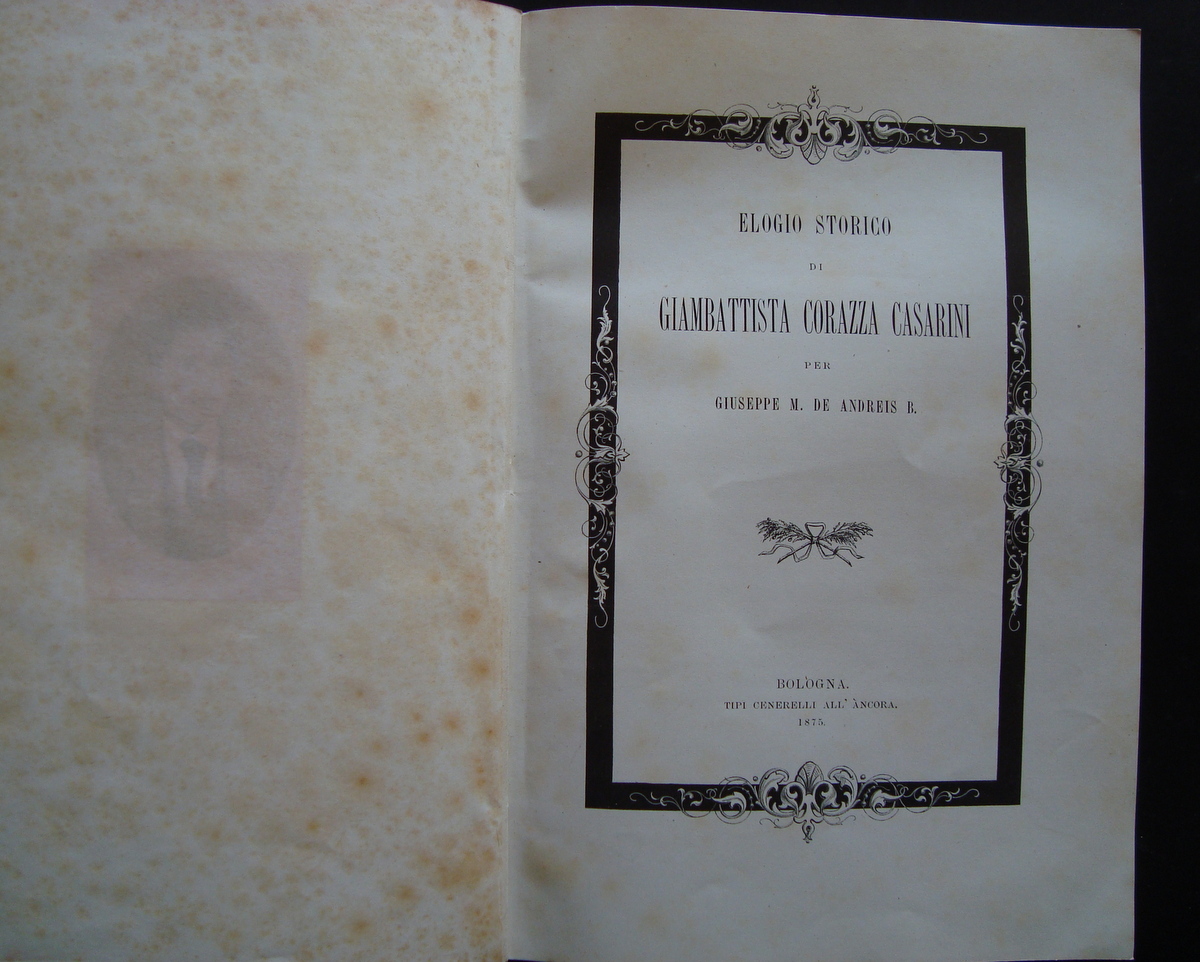 ELOGIO STORICO
DI
GIAMBATTISTA CORAZZA CASARINI
PER
GIUSEPPE M. DE ANDREIS B.
BOLOGNA.
TIPI CENERELLI ALL' ÀNCORA.
1875.